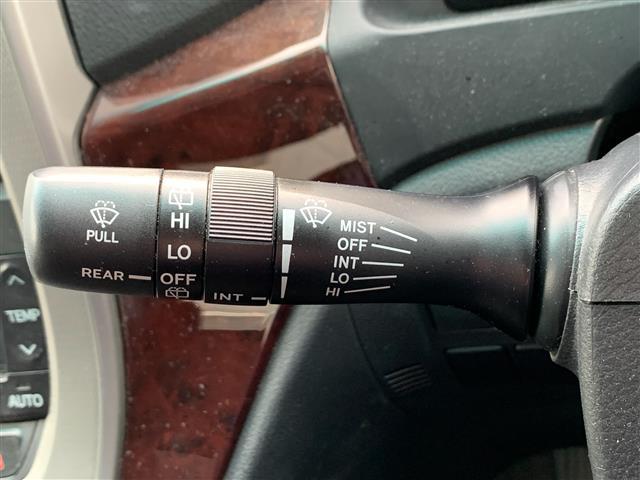 PULL
REAR
HI
LO
OFF
INT
MIST
OFF
INT
LO
HI
TEMP
AUTO